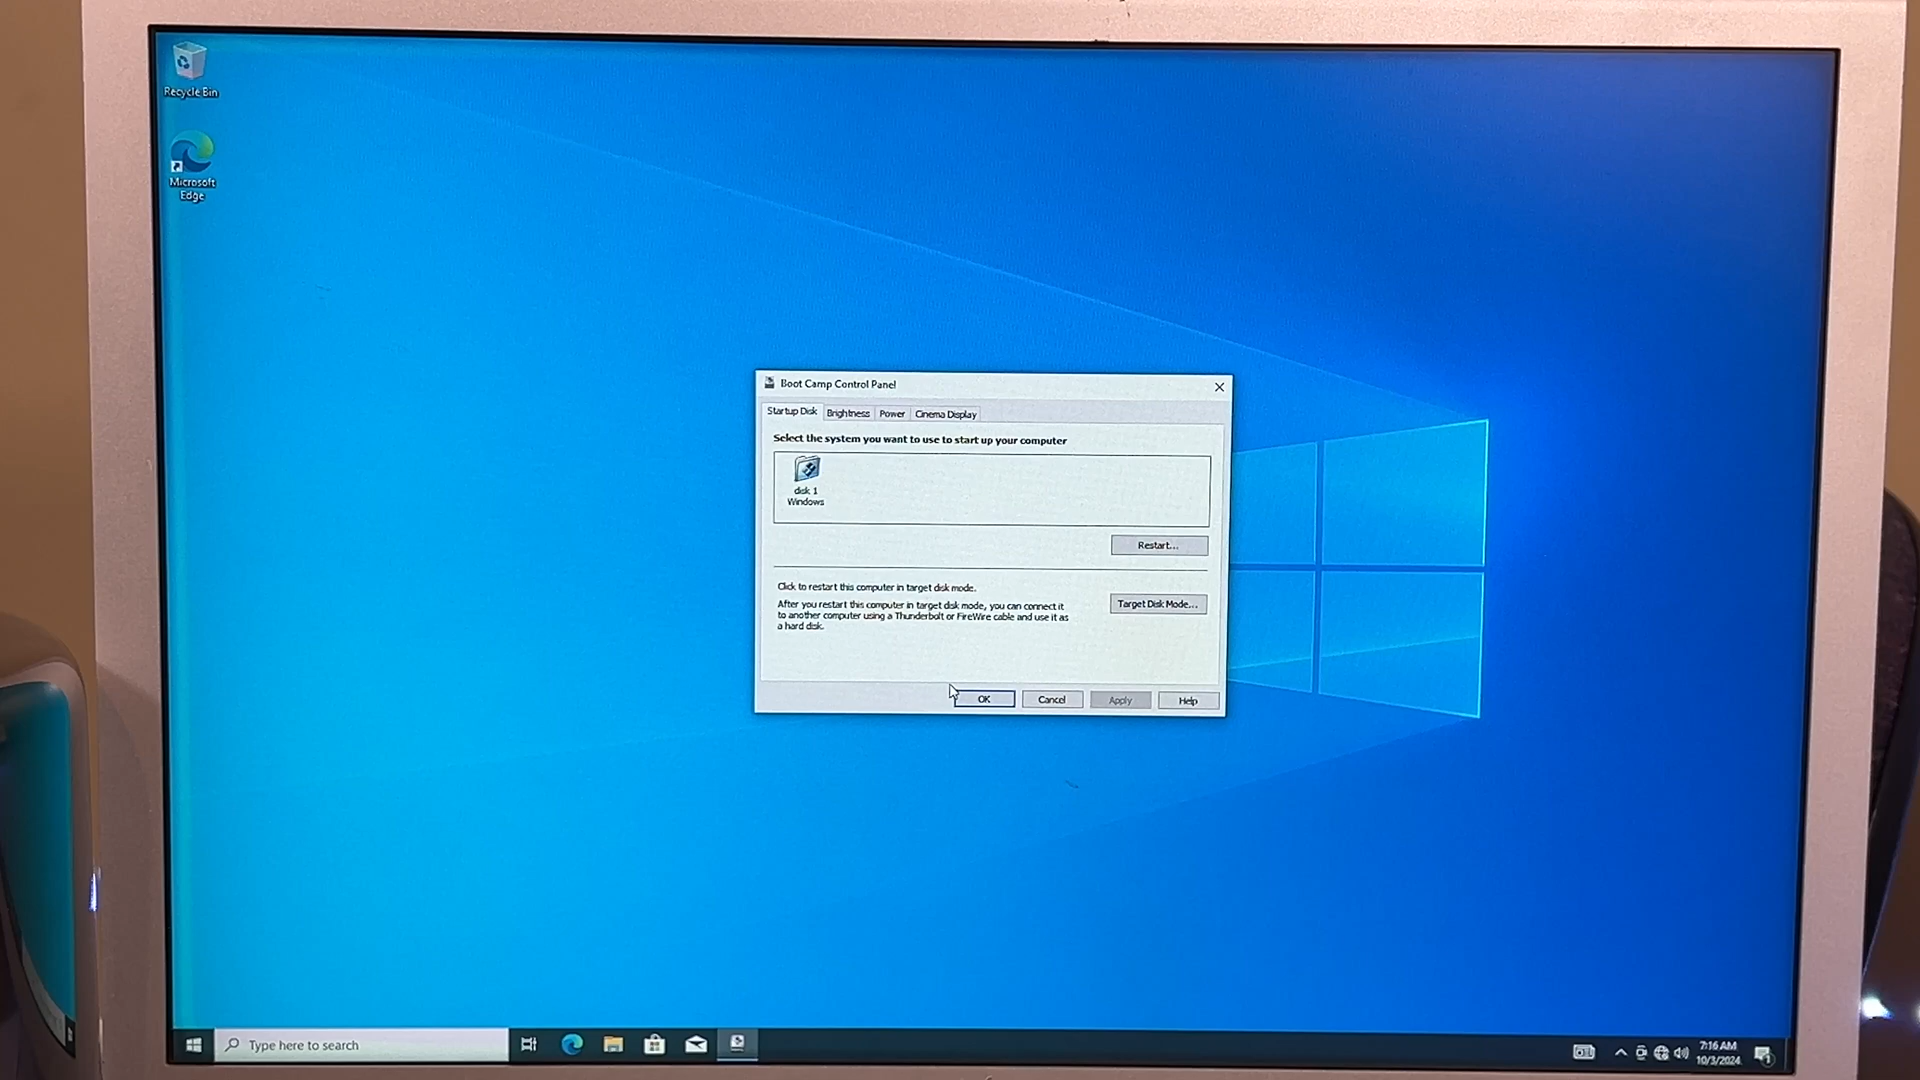 Recycle Bin
Microsoft
Edge
Boot Camp Control Panel
Startup Disk
Brightness
Power
Cinema Display
Select the system you want to use to start up your computer
disk 1
Windows
Restart...
Click to restart this computer in target disk mode.
After you restart this computer in target disk mode, you can connect it
to another computer using a Thunderbolt or FireWire cable and use it as
a hard disk.
Target Disk Mode...
OK
Cancel
Apply
Help
Type here to search
7:16 AM
10/3/2024